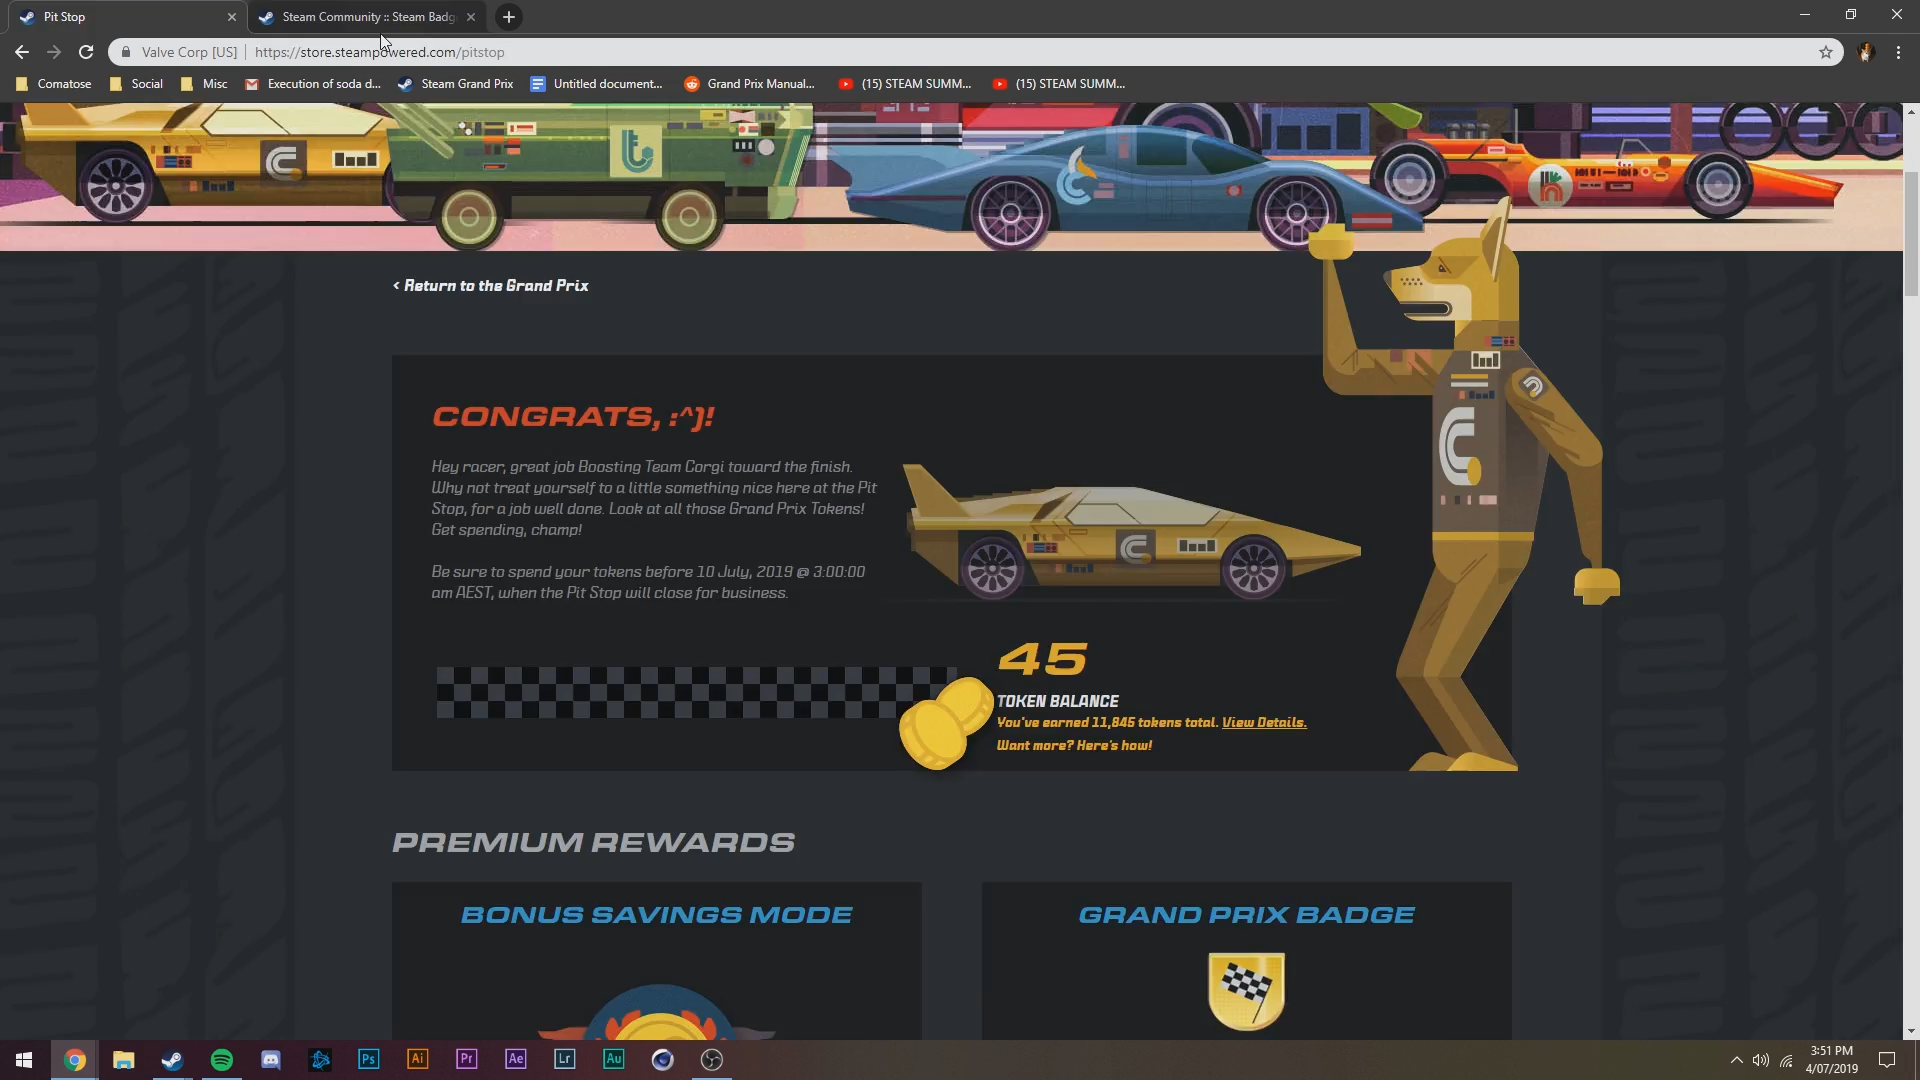 Pit Stop
Steam Community :: Steam Badg
Valve Corp [US] | https://store.steampowered.com/pitstop
Comatose Social Misc Execution of soda d... Steam Grand Prix Untitled document... Grand Prix Manual... (15) STEAM SUMM... (15) STEAM SUMM...
< Return to the Grand Prix
CONGRATS, :^)!
Hey racer, great job Boosting Team Corgi toward the finish.
Why not treat yourself to a little something nice here at the Pit
Stop, for a job well done. Look at all those Grand Prix Tokens!
Get spending, champ!
Be sure to spend your tokens before 10 July, 2019 @ 3:00:00
am AEST, when the Pit Stop will close for business.
45
TOKEN BALANCE
You've earned 11,845 tokens total. View Details.
Want more? Here's how!
PREMIUM REWARDS
BONUS SAVINGS MODE
GRAND PRIX BADGE
Ps Ai Pr Ae Lr Au
3:51 PM
4/07/2019